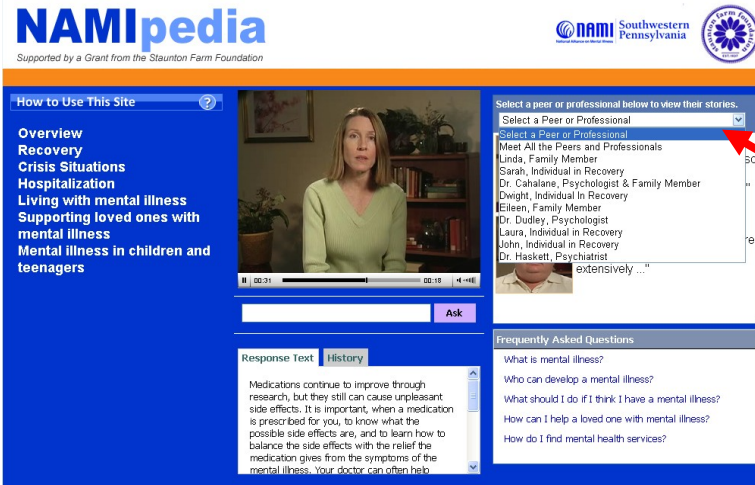 NAMIpedia
Supported by a Grant from the Staunton Farm Foundation
NAMI Southwestern
Pennsylvania
National Alliance on Mental Illness
staunton farm foundation
How to Use This Site ?
Overview
Recovery
Crisis Situations
Hospitalization
Living with mental illness
Supporting loved ones with
mental illness
Mental illness in children and
teenagers
00:31 00:18
Ask
Response Text History
Medications continue to improve through
research, but they still can cause unpleasant
side effects. It is important, when a medication
is prescribed for you, to know what the
possible side effects are, and to learn how to
balance the side effects with the relief the
medication gives from the symptoms of the
mental illness. Your doctor can often help
Select a peer or professional below to view their stories.
Select a Peer or Professional
Select a Peer or Professional
Meet All the Peers and Professionals
Linda, Family Member
Sarah, Individual in Recovery
Dr. Cahalane, Psychologist & Family Member
Dwight, Individual In Recovery
Eileen, Family Member
Dr. Dudley, Psychologist
Laura, Individual in Recovery
John, Individual in Recovery
Dr. Haskett, Psychiatrist
extensively ..."
Frequently Asked Questions
What is mental illness?
Who can develop a mental illness?
What should I do if I think I have a mental illness?
How can I help a loved one with mental illness?
How do I find mental health services?